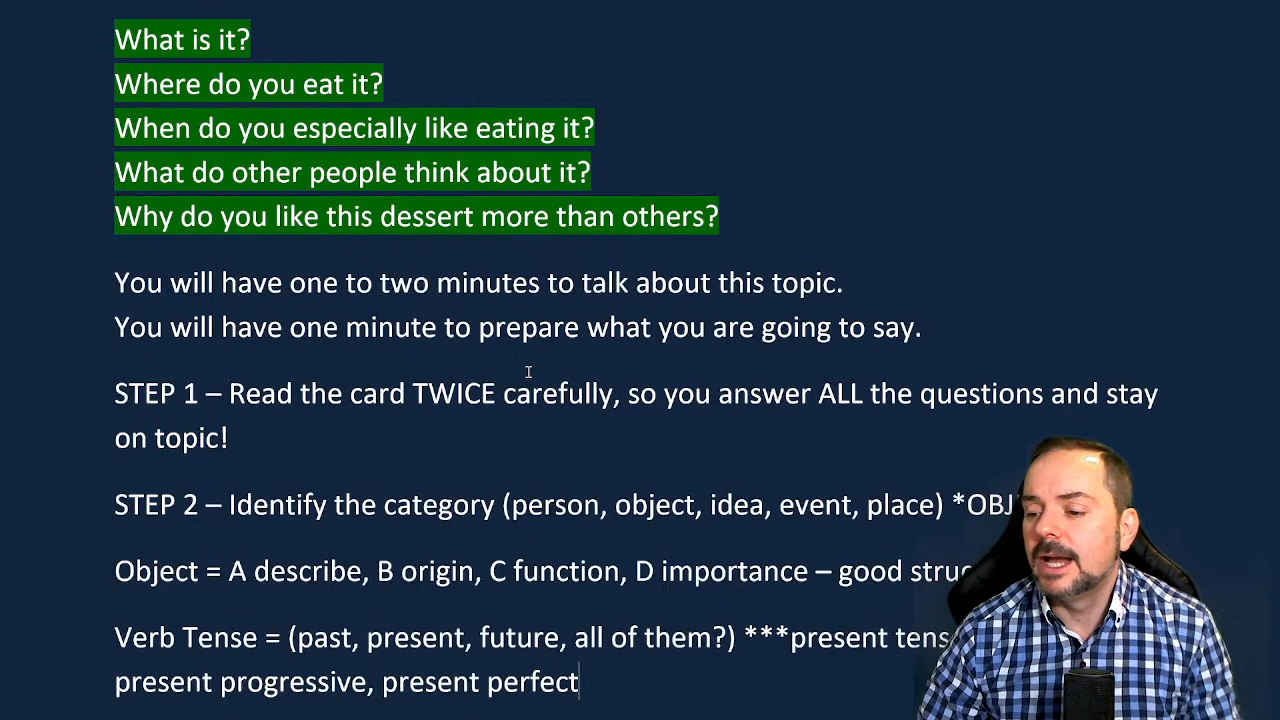 What is it?
Where do you eat it?
When do you especially like eating it?
What do other people think about it?
Why do you like this dessert more than others?
You will have one to two minutes to talk about this topic.
You will have one minute to prepare what you are going to say.
STEP 1 – Read the card TWICE carefully, so you answer ALL the questions and stay
on topic!
STEP 2 – Identify the category (person, object, idea, event, place)
Object = A describe, B origin, C function, D importance – good
Verb Tense = (past, present, future, all of them?) ***present
present progressive, present perfect